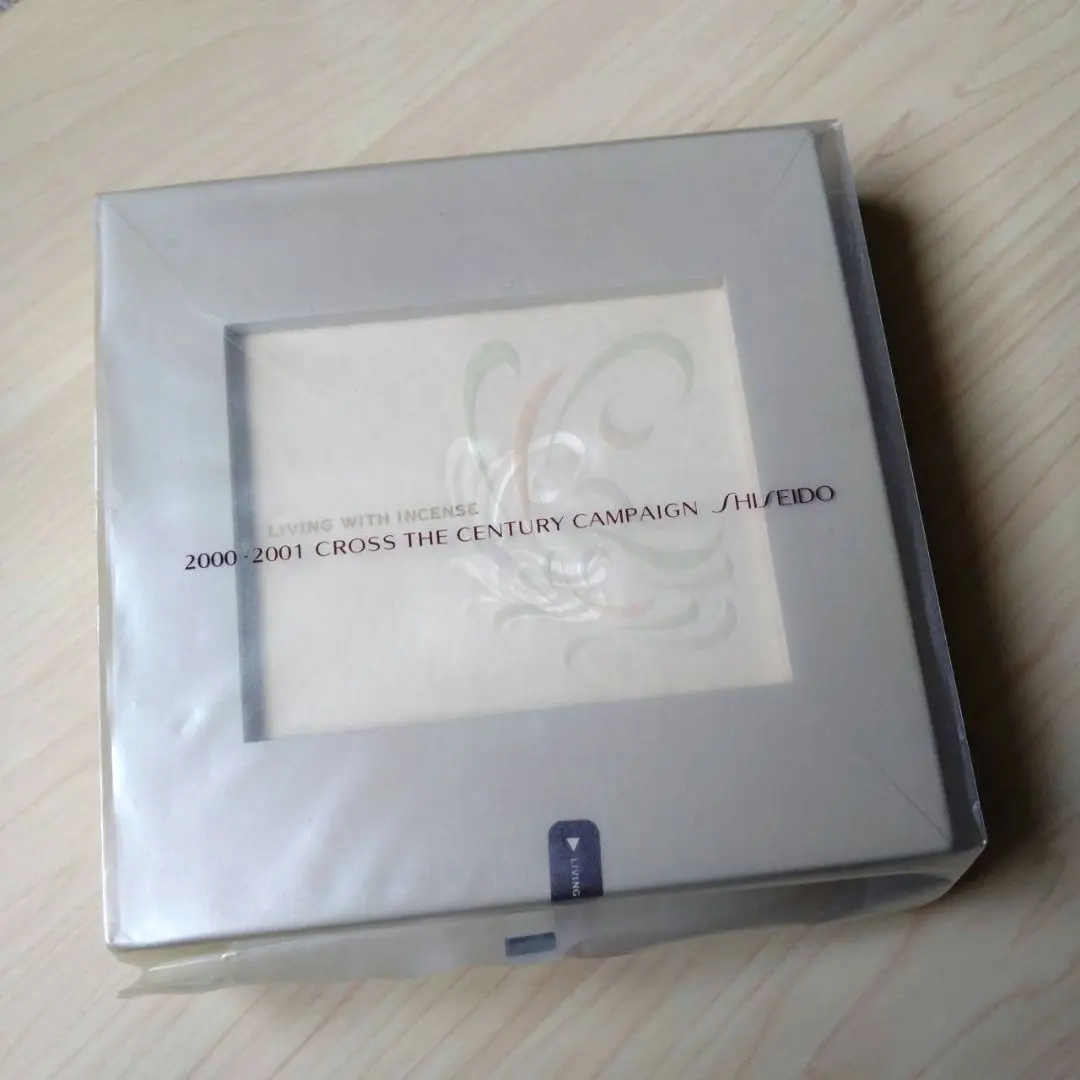 LIVING WITH INCENSE
2000・2001 CROSS THE CENTURY CAMPAIGN SHISEIDO
▶ LIVING